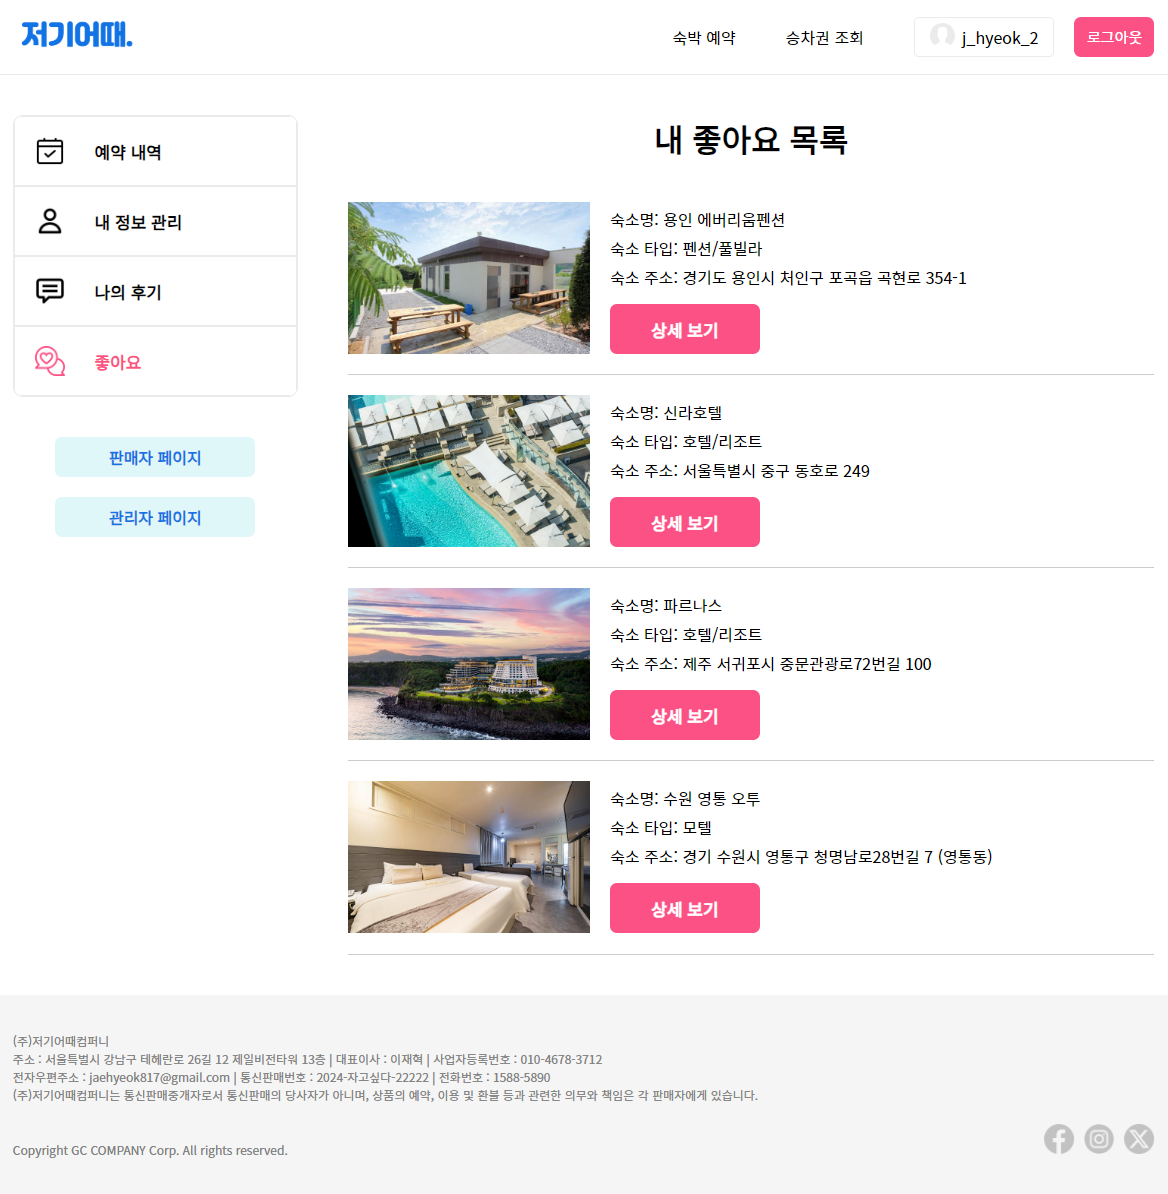 저기어때.
숙박 예약
승차권 조회
j_hyeok_2
로그아웃
예약 내역
내 정보 관리
나의 후기
좋아요
판매자 페이지
관리자 페이지
내 좋아요 목록
숙소명: 용인 에버리움펜션
숙소 타입: 펜션/풀빌라
숙소 주소: 경기도 용인시 처인구 포곡읍 곡현로 354-1
상세 보기
숙소명: 신라호텔
숙소 타입: 호텔/리조트
숙소 주소: 서울특별시 중구 동호로 249
상세 보기
숙소명: 파르나스
숙소 타입: 호텔/리조트
숙소 주소: 제주 서귀포시 중문관광로72번길 100
상세 보기
숙소명: 수원 영통 오투
숙소 타입: 모텔
숙소 주소: 경기 수원시 영통구 청명남로28번길 7 (영통동)
상세 보기
(주)저기어때컴퍼니
주소 : 서울특벌시 강남구 테헤란로 26길 12 제일비전타워 13층 | 대표이사 : 이재혁 | 사업자등록번호 : 010-4678-3712
전자우편주소 : jaehyeok817@gmail.com | 통신판매번호 : 2024-자고싶다-22222 | 전화번호 : 1588-5890
(주)저기어때컴퍼니는 통신판매중개자로서 통신판매의 당사자가 아니며, 상품의 예약, 이용 및 환불 등과 관련한 의무와 책임은 각 판매자에게 있습니다.
Copyright GC COMPANY Corp. All rights reserved.